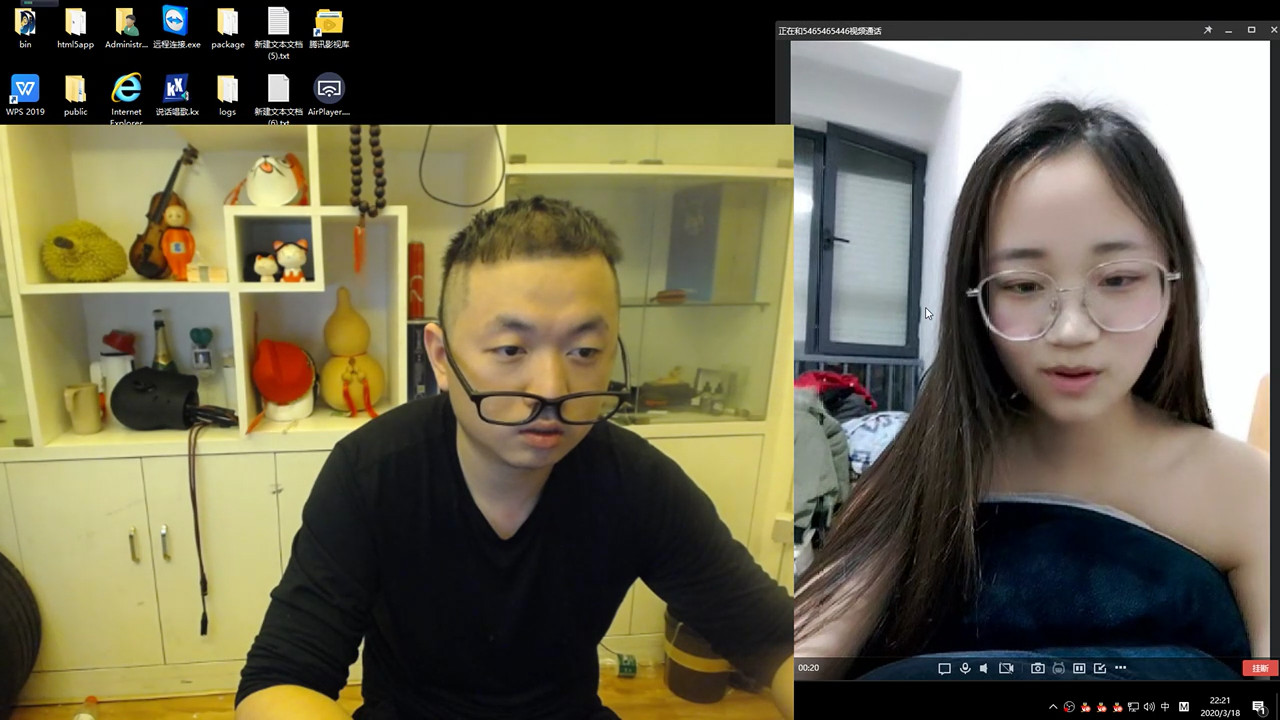 bin
html5app
Administr...
远程连接.exe
package
新建文本文档
(5).txt
腾讯影视库
WPS 2019
public
Internet
Explorer
说话唱歌.kx
logs
新建文本文档
(6).txt
AirPlayer....
正在和5465465446视频通话
00:20
挂断
中
M
22:21
2020/3/18
1